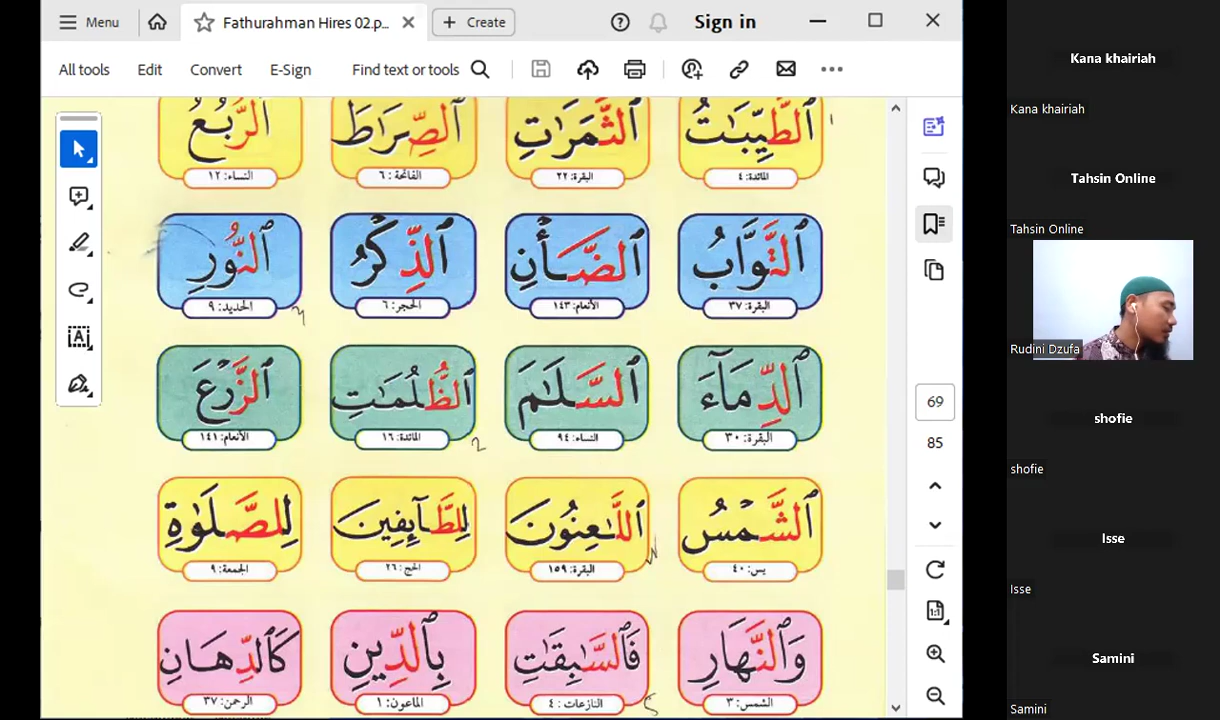 Menu
Fathurahman Hires 02.p...
Create
Sign in
All tools
Edit
Convert
E-Sign
Find text or tools
ٱلطَّيِّبَـٰتُ ٱلثَّمَرَٰتِ ٱلصِّرَاطَ ٱلرُّبُعُ
المائدة: ٤ البقرة: ٢٢ الفاتحة: ٦ النساء: ١٢
ٱلتَّوَّابُ ٱلضَّأْنِ ٱلذِّكْرُ ٱلنُّورِ
البقرة: ٣٧ الأنعام: ١٤٣ الحجر: ٦ الحديد: ٩
ٱلدِّمَآءَ ٱلسَّلَـٰمَ ٱلظُّلُمَـٰتِ ٱلزَّرْعَ
البقرة: ٣٠ النساء: ٩٤ المائدة: ١٦ الأنعام: ١٤١
ٱلشَّمْسُ ٱللَّـٰعِنُونَ لِلطَّآئِفِينَ لِلصَّلَوٰةِ
يس: ٤٠ البقرة: ١٥٩ الحج: ٢٦ الجمعة: ٩
وَٱلنَّهَارِ فَٱلسَّـٰبِقَـٰتِ بِٱلدِّينِ كَٱلدِّهَانِ
الشمس: ٣ النازعات: ٤ الماعون: ١ الرحمن: ٣٧
69
85
Kana khairiah
Kana khairiah
Tahsin Online
Tahsin Online
Rudini Dzufa
shofie
shofie
Isse
Isse
Samini
Samini